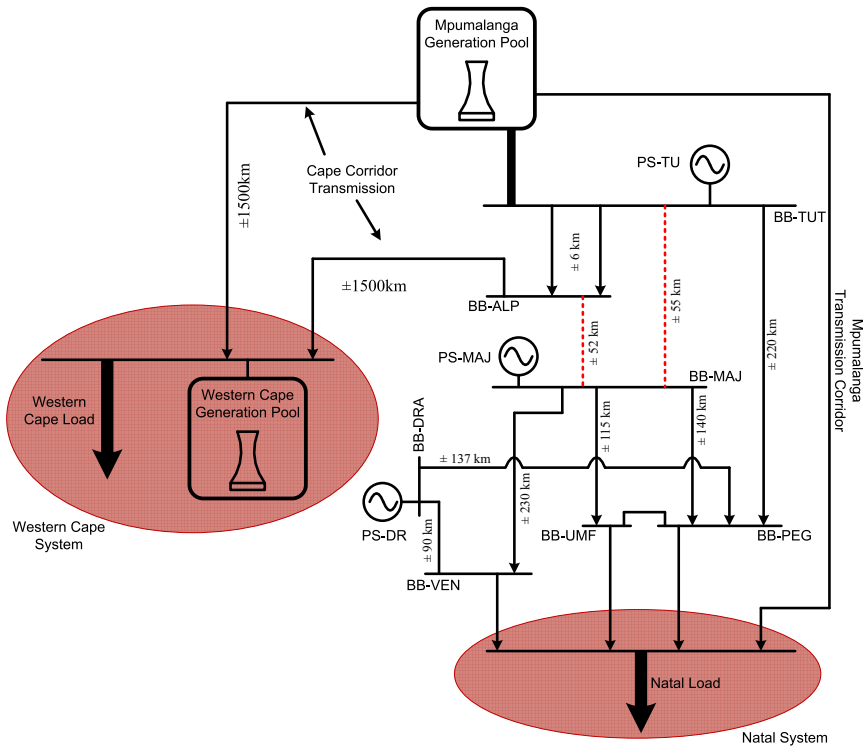 Mpumalanga
Generation Pool
PS-TU
Cape Corridor
Transmission
±1500km
BB-TUT
± 6 km
± 55 km
±1500km
BB-ALP
± 52 km
± 220 km
Mpumalanga
Transmission Corridor
PS-MAJ
BB-MAJ
Western
Cape Load
Western Cape
Generation Pool
BB-DRA
± 115 km
± 140 km
± 137 km
± 230 km
Western Cape
System
PS-DR
± 90 km
BB-UMF
BB-PEG
BB-VEN
Natal Load
Natal System